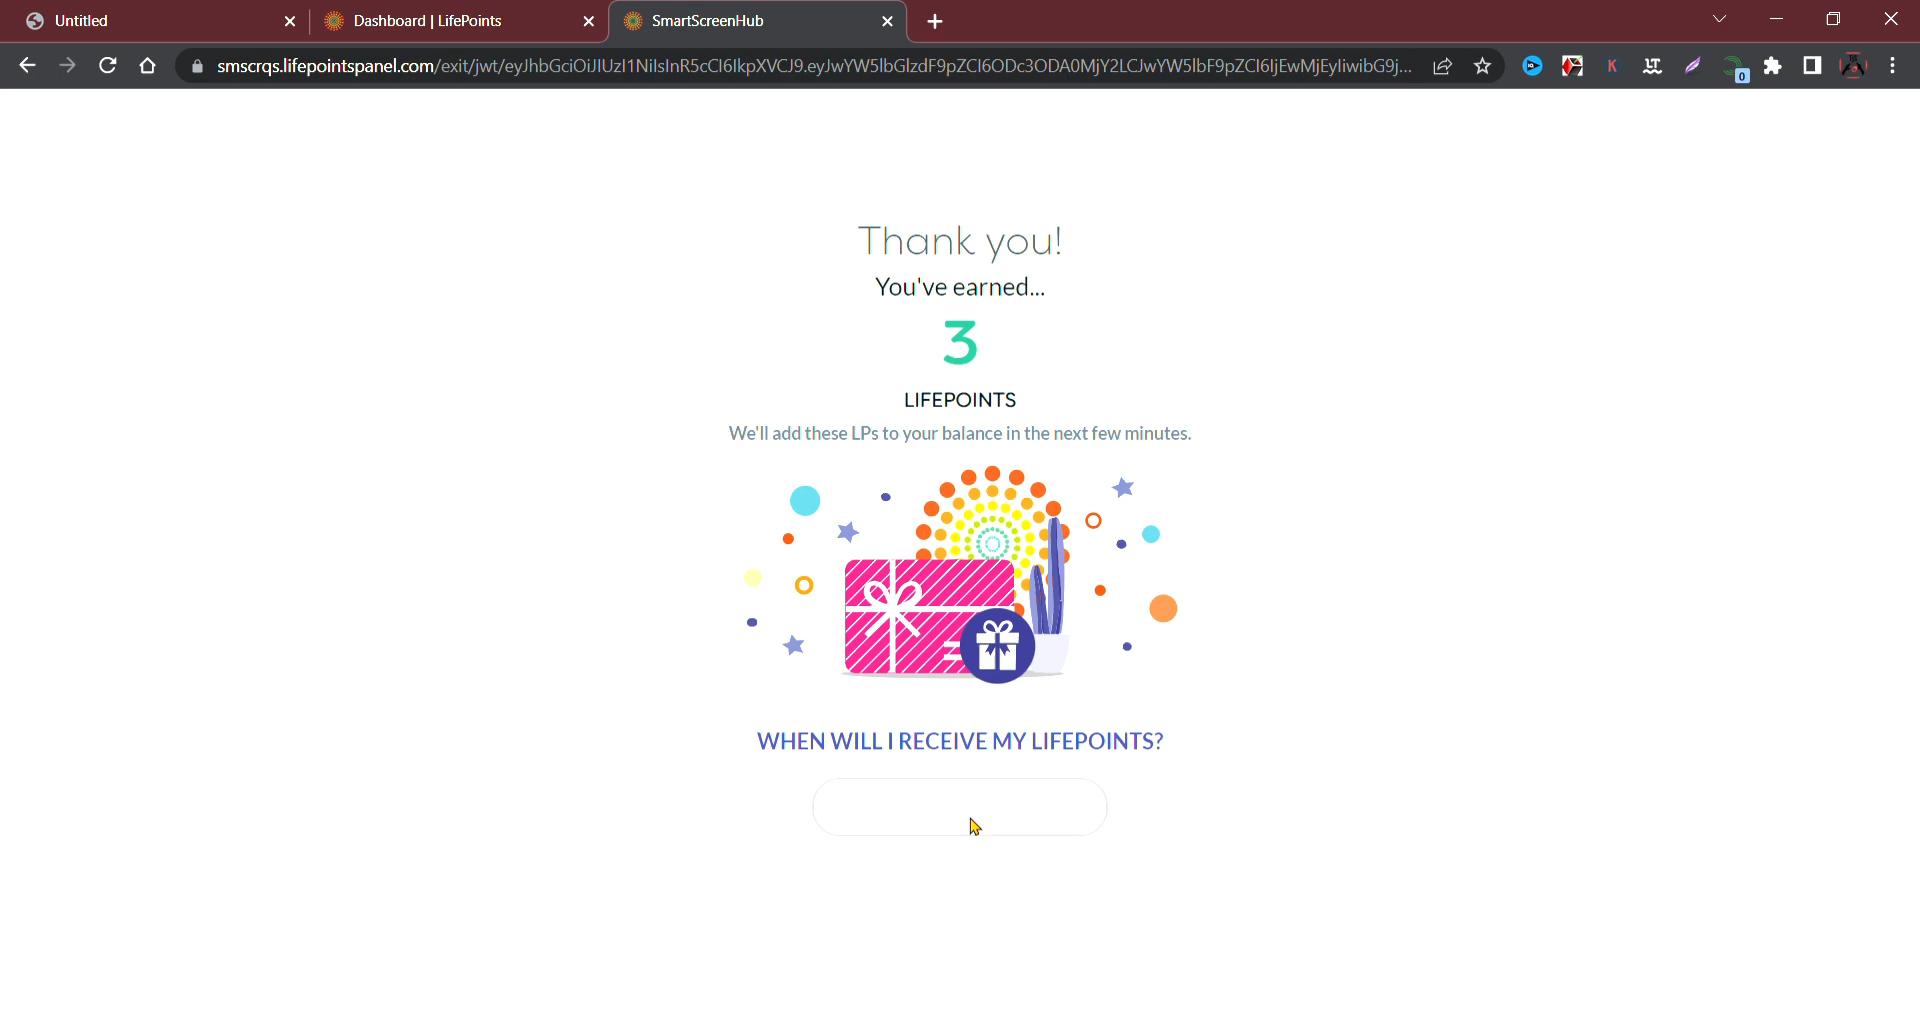 Untitled
Dashboard | LifePoints
SmartScreenHub
smscrqs.lifepointspanel.com/exit/jwt/eyJhbGciOiJIUzI1NiIsInR5cCI6IkpXVCJ9.eyJwYW5lbGlzdF9pZCI6ODc3ODA0MjY2LCJwYW5lbF9pZCI6IjEwMjEyIiwibG9j...
K
0
Thank you!
You've earned...
3
LIFEPOINTS
We'll add these LPs to your balance in the next few minutes.
WHEN WILL I RECEIVE MY LIFEPOINTS?